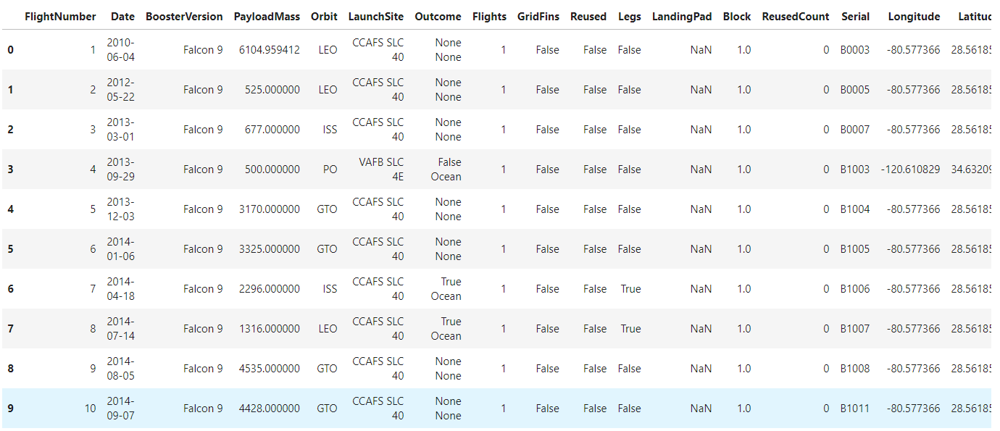 FlightNumber Date BoosterVersion PayloadMass Orbit LaunchSite Outcome Flights GridFins Reused Legs LandingPad Block ReusedCount Serial Longitude Latitud
0 1 2010-06-04 Falcon 9 6104.959412 LEO CCAFS SLC 40 None None 1 False False False NaN 1.0 0 B0003 -80.577366 28.56185
1 2 2012-05-22 Falcon 9 525.000000 LEO CCAFS SLC 40 None None 1 False False False NaN 1.0 0 B0005 -80.577366 28.56185
2 3 2013-03-01 Falcon 9 677.000000 ISS CCAFS SLC 40 None None 1 False False False NaN 1.0 0 B0007 -80.577366 28.56185
3 4 2013-09-29 Falcon 9 500.000000 PO VAFB SLC 4E False Ocean 1 False False False NaN 1.0 0 B1003 -120.610829 34.63209
4 5 2013-12-03 Falcon 9 3170.000000 GTO CCAFS SLC 40 None None 1 False False False NaN 1.0 0 B1004 -80.577366 28.56185
5 6 2014-01-06 Falcon 9 3325.000000 GTO CCAFS SLC 40 None None 1 False False False NaN 1.0 0 B1005 -80.577366 28.56185
6 7 2014-04-18 Falcon 9 2296.000000 ISS CCAFS SLC 40 True Ocean 1 False False True NaN 1.0 0 B1006 -80.577366 28.56185
7 8 2014-07-14 Falcon 9 1316.000000 LEO CCAFS SLC 40 True Ocean 1 False False True NaN 1.0 0 B1007 -80.577366 28.56185
8 9 2014-08-05 Falcon 9 4535.000000 GTO CCAFS SLC 40 None None 1 False False False NaN 1.0 0 B1008 -80.577366 28.56185
9 10 2014-09-07 Falcon 9 4428.000000 GTO CCAFS SLC 40 None None 1 False False False NaN 1.0 0 B1011 -80.577366 28.56185